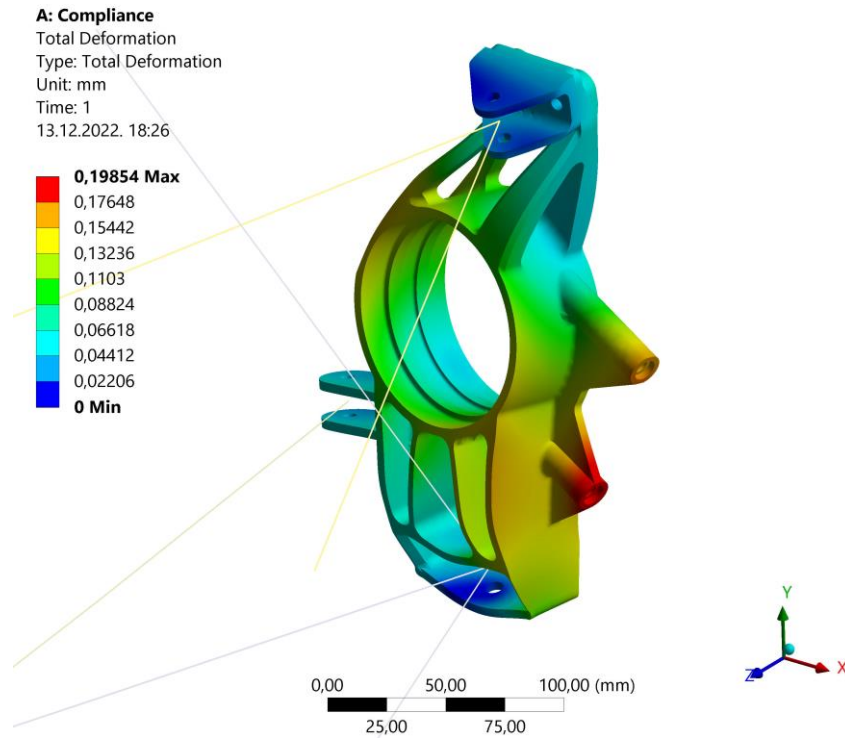 A: Compliance
Total Deformation
Type: Total Deformation
Unit: mm
Time: 1
13.12.2022. 18:26
0,19854 Max
0,17648
0,15442
0,13236
0,1103
0,08824
0,06618
0,04412
0,02206
0 Min
0,00 50,00 100,00 (mm)
25,00 75,00
Y
Z X